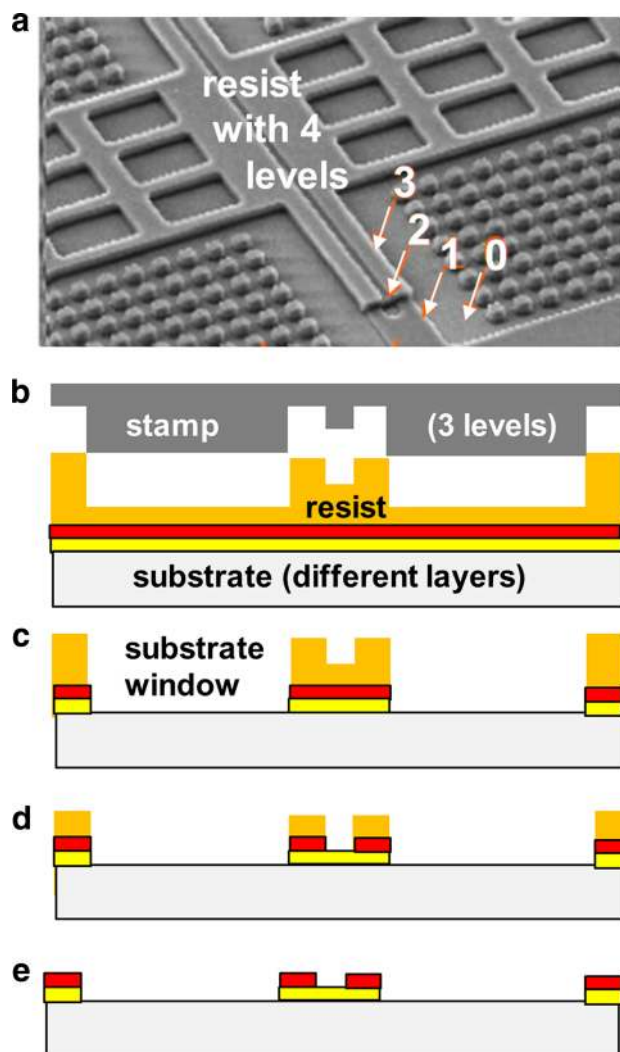 a
resist
with 4
levels
3
2
1
0
b
stamp
(3 levels)
resist
substrate (different layers)
c
substrate
window
d
e